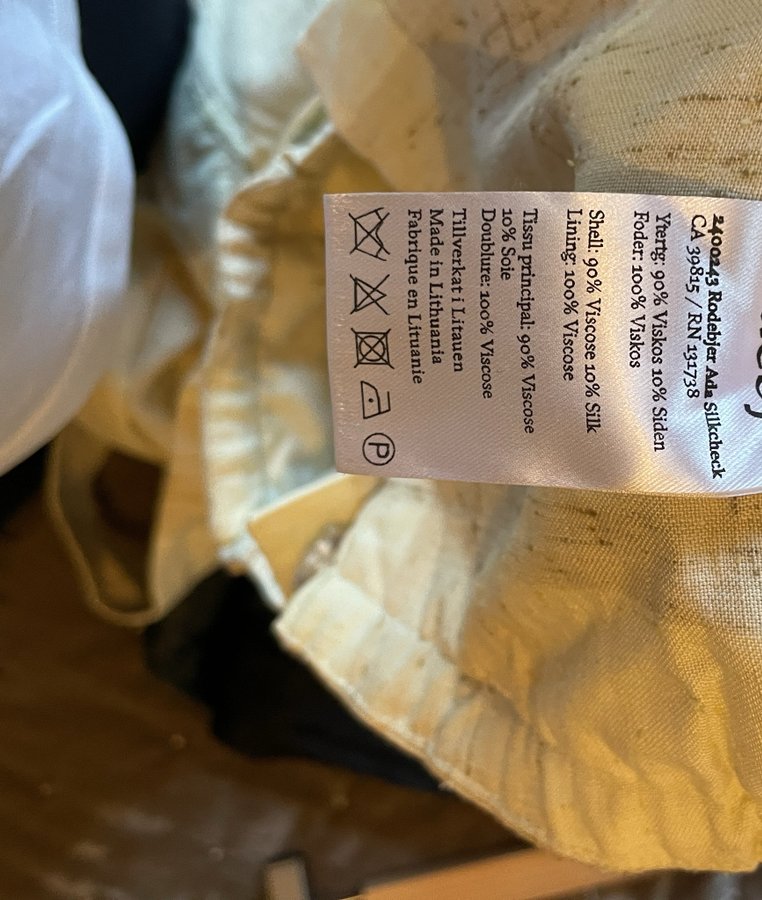 2400243 Rodebjer Ada Silkcheck
CA 39815 / RN 131738
Yttertg: 90% Viskos 10% Siden
Foder: 100% Viskos
Shell: 90% Viscose 10% Silk
Lining: 100% Viscose
Tissu principal: 90% Viscose
10% Soie
Doublure: 100% Viscose
Tillverkat i Litauen
Made in Lithuania
Fabrique en Lituanie
P